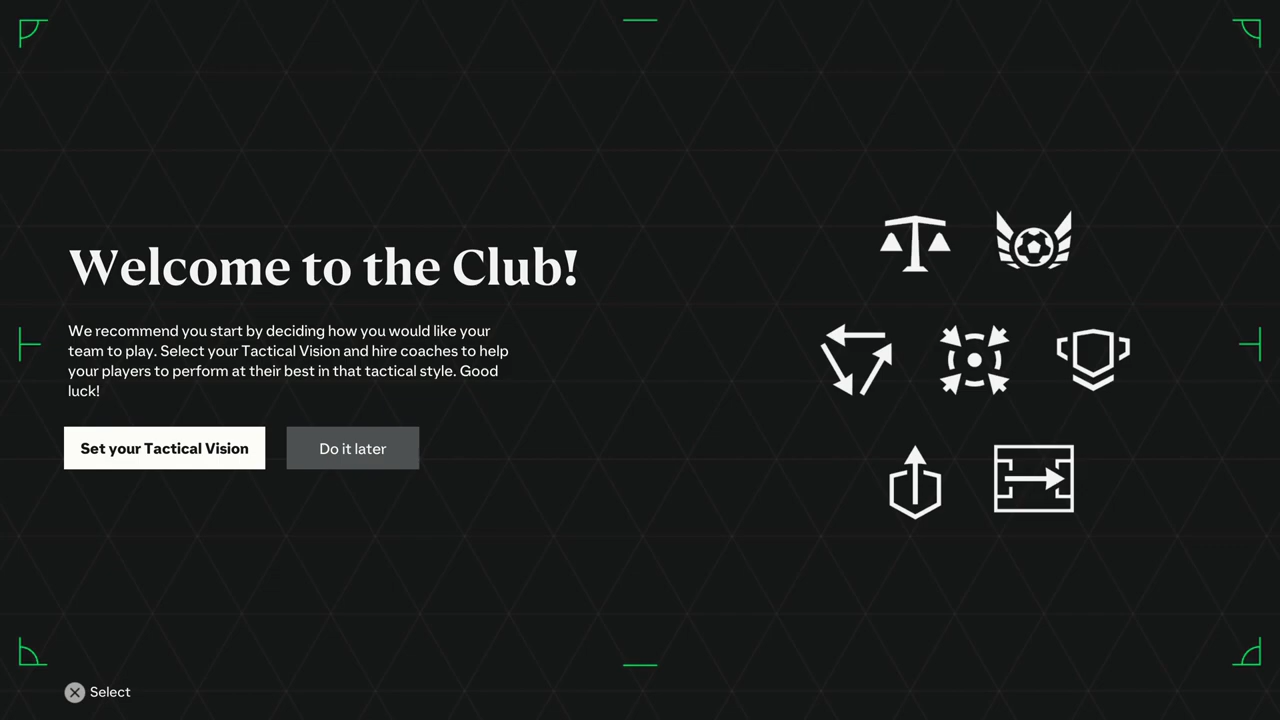 Welcome to the Club!
We recommend you start by deciding how you would like your
team to play. Select your Tactical Vision and hire coaches to help
your players to perform at their best in that tactical style. Good
luck!
Set your Tactical Vision
Do it later
Select